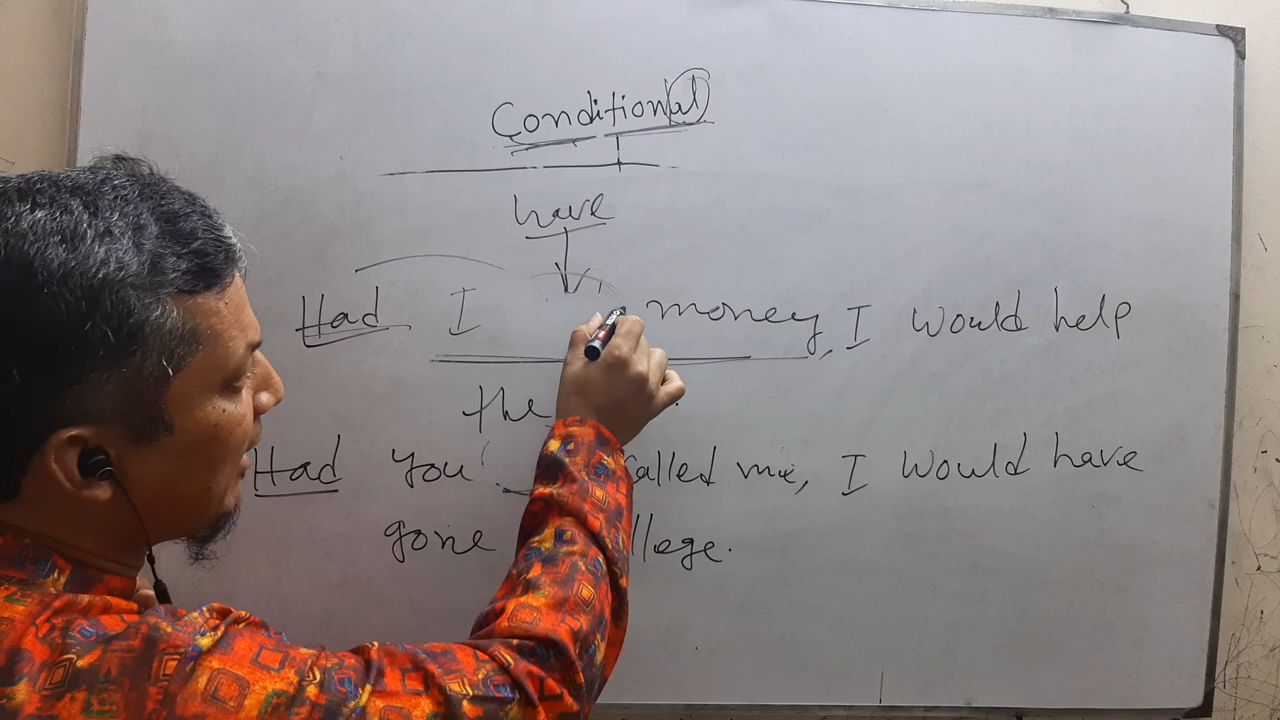 Conditional
have
Had I money, I would help
the
Had you called me, I would have
gone llege.